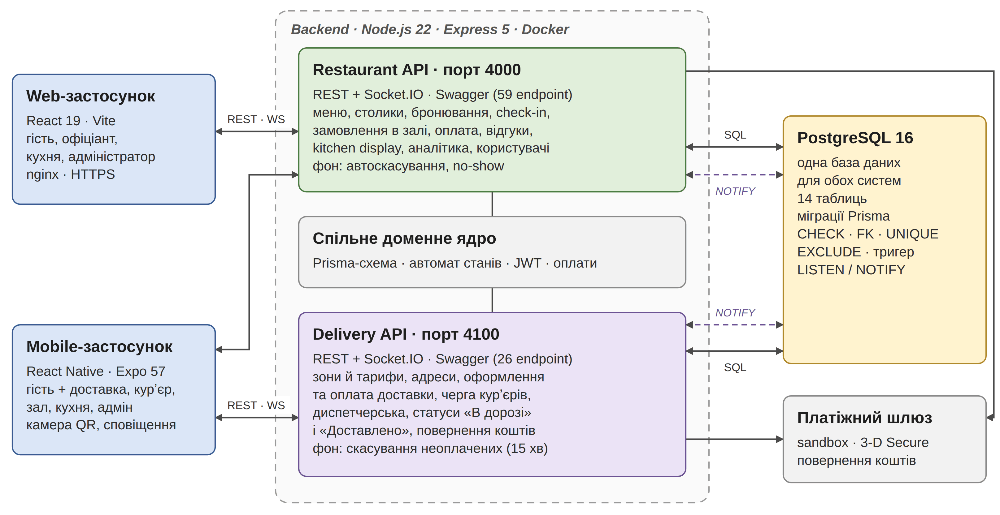 Backend · Node.js 22 · Express 5 · Docker
Web-застосунок
React 19 · Vite
гість, офіціант,
кухня, адміністратор
nginx · HTTPS
REST · WS
Restaurant API · порт 4000
REST + Socket.IO · Swagger (59 endpoint)
меню, столики, бронювання, check-in,
замовлення в залі, оплата, відгуки,
kitchen display, аналітика, користувачі
фон: автоскасування, no-show
SQL
NOTIFY
PostgreSQL 16
одна база даних
для обох систем
14 таблиць
міграції Prisma
CHECK · FK · UNIQUE
EXCLUDE · тригер
LISTEN / NOTIFY
Спільне доменне ядро
Prisma-схема · автомат станів · JWT · оплати
Mobile-застосунок
React Native · Expo 57
гість + доставка, кур’єр,
зал, кухня, адмін
камера QR, сповіщення
REST · WS
Delivery API · порт 4100
REST + Socket.IO · Swagger (26 endpoint)
зони й тарифи, адреси, оформлення
та оплата доставки, черга кур’єрів,
диспетчерська, статуси «В дорозі»
і «Доставлено», повернення коштів
фон: скасування неоплачених (15 хв)
NOTIFY
SQL
Платіжний шлюз
sandbox · 3-D Secure
повернення коштів